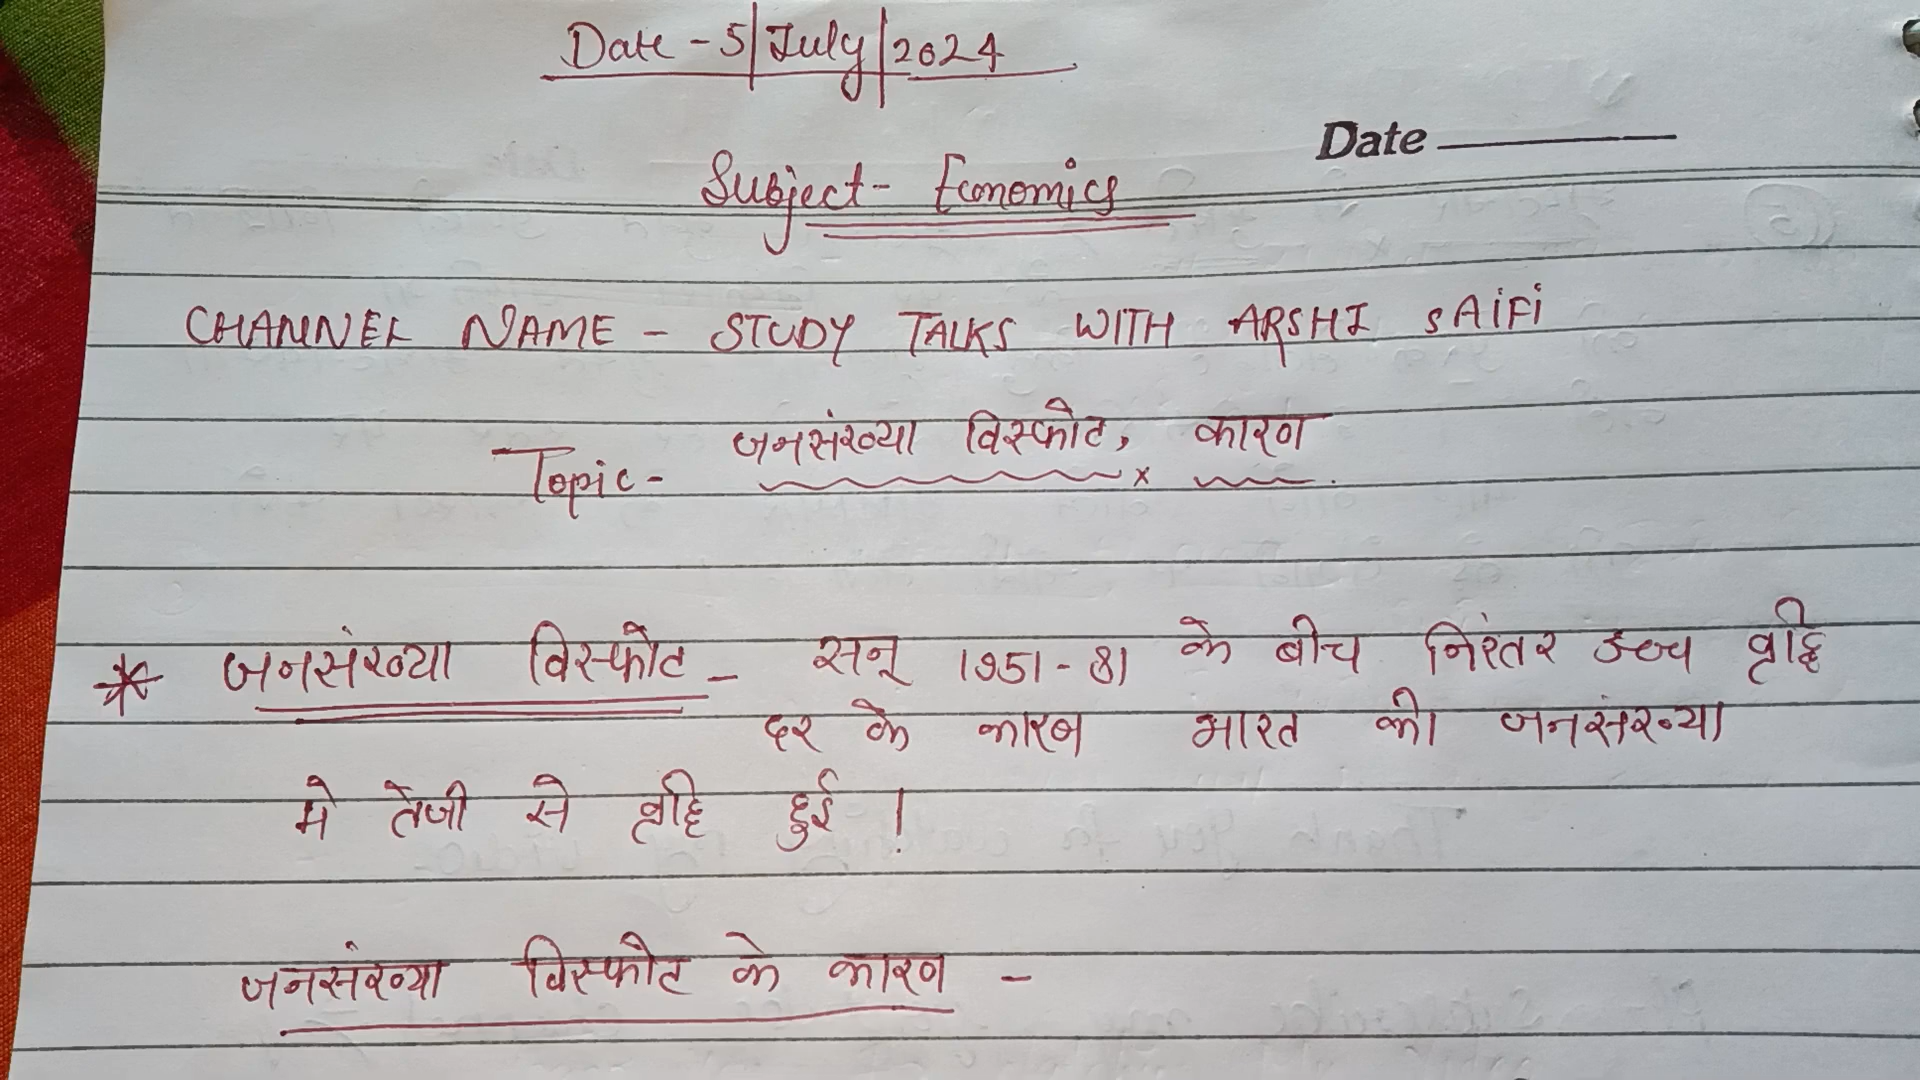 Date - 5/July/2024
Date
Subject - Economics
CHANNEL NAME - STUDY TALKS WITH ARSHI SAIFI
Topic - जनसंख्या विस्फोट, कारण
* जनसंख्या विस्फोट - सन् 1951-81 के बीच निरंतर उच्च वृद्धि
दर के कारण भारत की जनसंख्या
मे तेजी से वृद्धि हुई !
जनसंख्या विस्फोट के कारण -